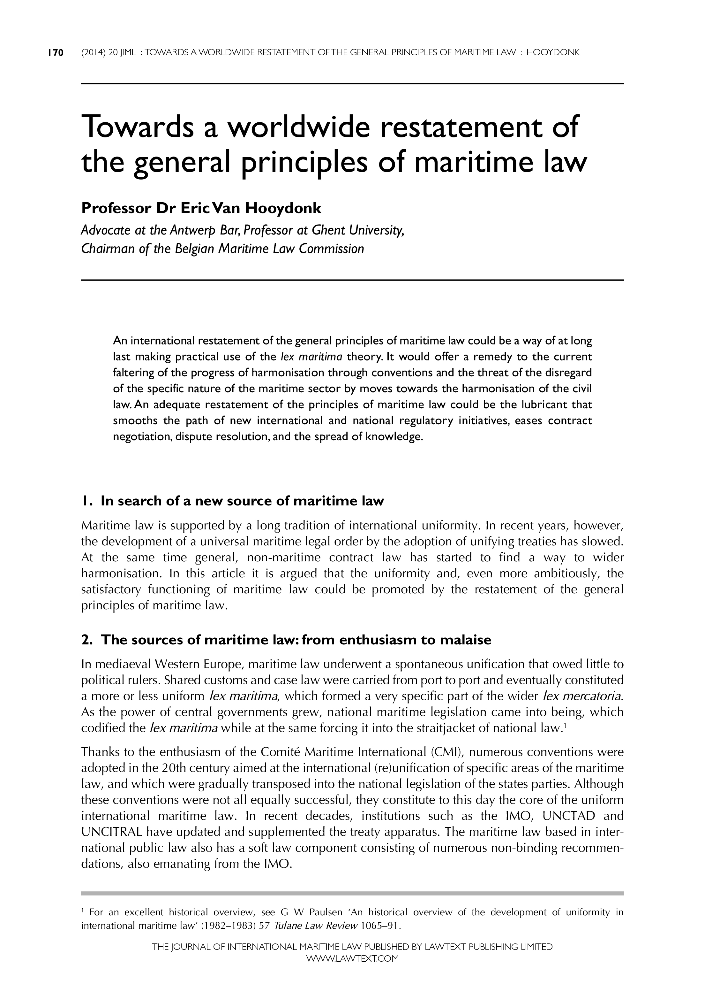 170 (2014) 20 JIML : TOWARDS A WORLDWIDE RESTATEMENT OF THE GENERAL PRINCIPLES OF MARITIME LAW : HOOYDONK
Towards a worldwide restatement of
the general principles of maritime law
Professor Dr Eric Van Hooydonk
Advocate at the Antwerp Bar, Professor at Ghent University,
Chairman of the Belgian Maritime Law Commission
An international restatement of the general principles of maritime law could be a way of at long
last making practical use of the lex maritima theory. It would offer a remedy to the current
faltering of the progress of harmonisation through conventions and the threat of the disregard
of the specific nature of the maritime sector by moves towards the harmonisation of the civil
law. An adequate restatement of the principles of maritime law could be the lubricant that
smooths the path of new international and national regulatory initiatives, eases contract
negotiation, dispute resolution, and the spread of knowledge.
1. In search of a new source of maritime law
Maritime law is supported by a long tradition of international uniformity. In recent years, however,
the development of a universal maritime legal order by the adoption of unifying treaties has slowed.
At the same time general, non-maritime contract law has started to find a way to wider
harmonisation. In this article it is argued that the uniformity and, even more ambitiously, the
satisfactory functioning of maritime law could be promoted by the restatement of the general
principles of maritime law.
2. The sources of maritime law: from enthusiasm to malaise
In mediaeval Western Europe, maritime law underwent a spontaneous unification that owed little to
political rulers. Shared customs and case law were carried from port to port and eventually constituted
a more or less uniform lex maritima, which formed a very specific part of the wider lex mercatoria.
As the power of central governments grew, national maritime legislation came into being, which
codified the lex maritima while at the same forcing it into the straitjacket of national law.1
Thanks to the enthusiasm of the Comité Maritime International (CMI), numerous conventions were
adopted in the 20th century aimed at the international (re)unification of specific areas of the maritime
law, and which were gradually transposed into the national legislation of the states parties. Although
these conventions were not all equally successful, they constitute to this day the core of the uniform
international maritime law. In recent decades, institutions such as the IMO, UNCTAD and
UNCITRAL have updated and supplemented the treaty apparatus. The maritime law based in inter-
national public law also has a soft law component consisting of numerous non-binding recommen-
dations, also emanating from the IMO.
1 For an excellent historical overview, see G W Paulsen ‘An historical overview of the development of uniformity in
international maritime law’ (1982–1983) 57 Tulane Law Review 1065–91.
THE JOURNAL OF INTERNATIONAL MARITIME LAW PUBLISHED BY LAWTEXT PUBLISHING LIMITED
WWW.LAWTEXT.COM